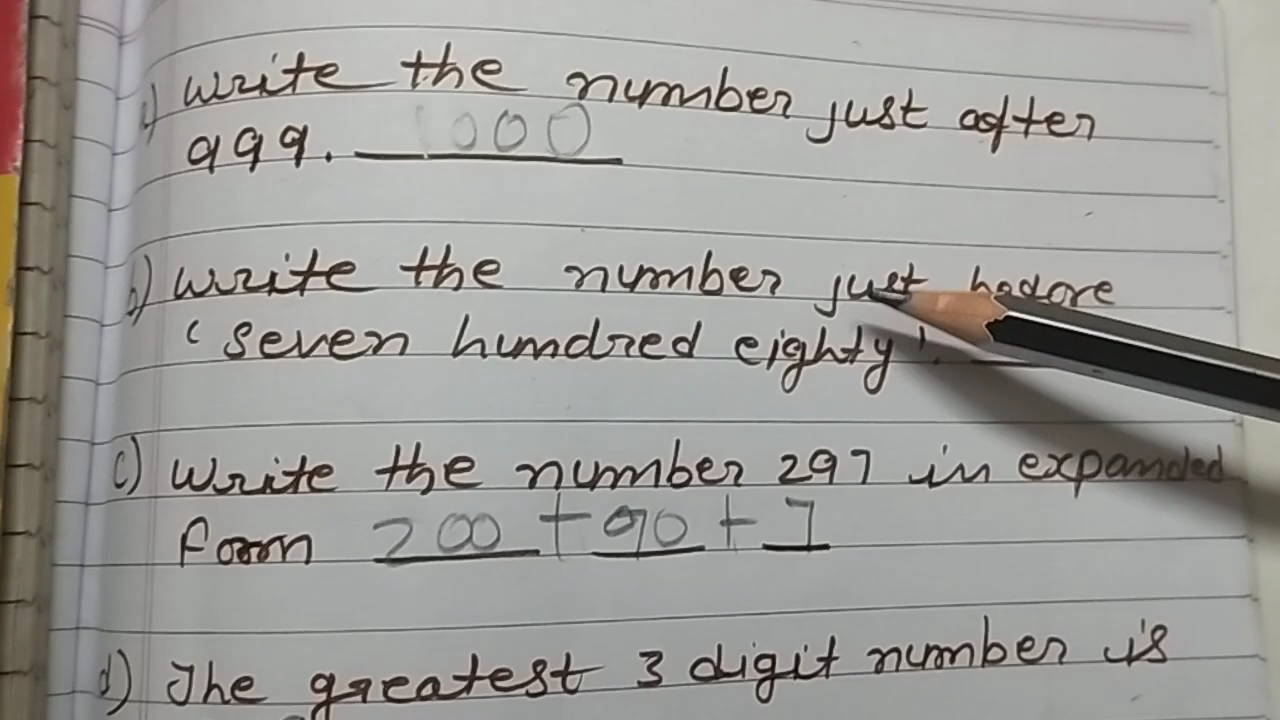 a) Write the number just after
999. 1000
b) Write the number just before
'Seven hundred eighty'.
c) Write the number 297 in expanded
form 200 + 90 + 7
d) The greatest 3 digit number is